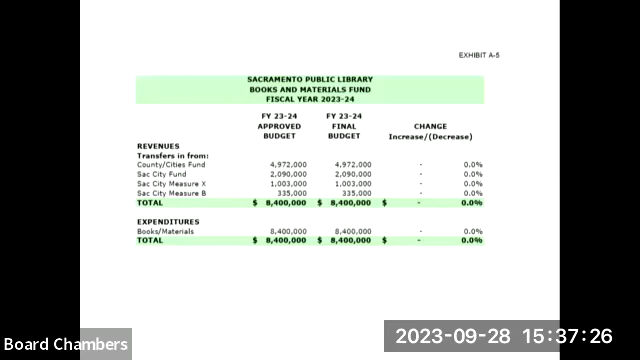 EXHIBIT A-5
SACRAMENTO PUBLIC LIBRARY
BOOKS AND MATERIALS FUND
FISCAL YEAR 2023-24
FY 23-24 FY 23-24
APPROVED FINAL CHANGE
BUDGET BUDGET Increase/(Decrease)
REVENUES
Transfers in from:
County/Cities Fund 4,972,000 4,972,000 - 0.0%
Sac City Fund 2,090,000 2,090,000 - 0.0%
Sac City Measure X 1,003,000 1,003,000 - 0.0%
Sac City Measure B 335,000 335,000 - 0.0%
TOTAL $ 8,400,000 $ 8,400,000 $ - 0.0%
EXPENDITURES
Books/Materials 8,400,000 8,400,000 - 0.0%
TOTAL $ 8,400,000 $ 8,400,000 $ - 0.0%
Board Chambers
2023-09-28 15:37:26